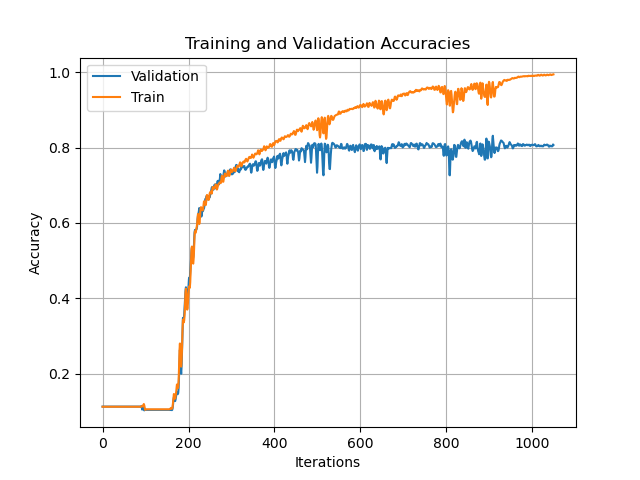 Training and Validation Accuracies
Validation
Train
1.0
0.8
0.6
0.4
0.2
Accuracy
0 200 400 600 800 1000
Iterations